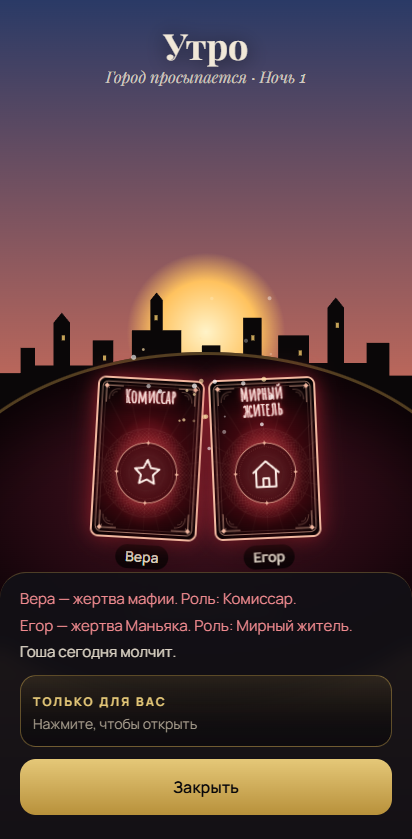 Утро
Город просыпается · Ночь 1
Комиссар
Мирный
житель
Вера
Егор
Вера — жертва мафии. Роль: Комиссар.
Егор — жертва Маньяка. Роль: Мирный житель.
Гоша сегодня молчит.
ТОЛЬКО ДЛЯ ВАС
Нажмите, чтобы открыть
Закрыть